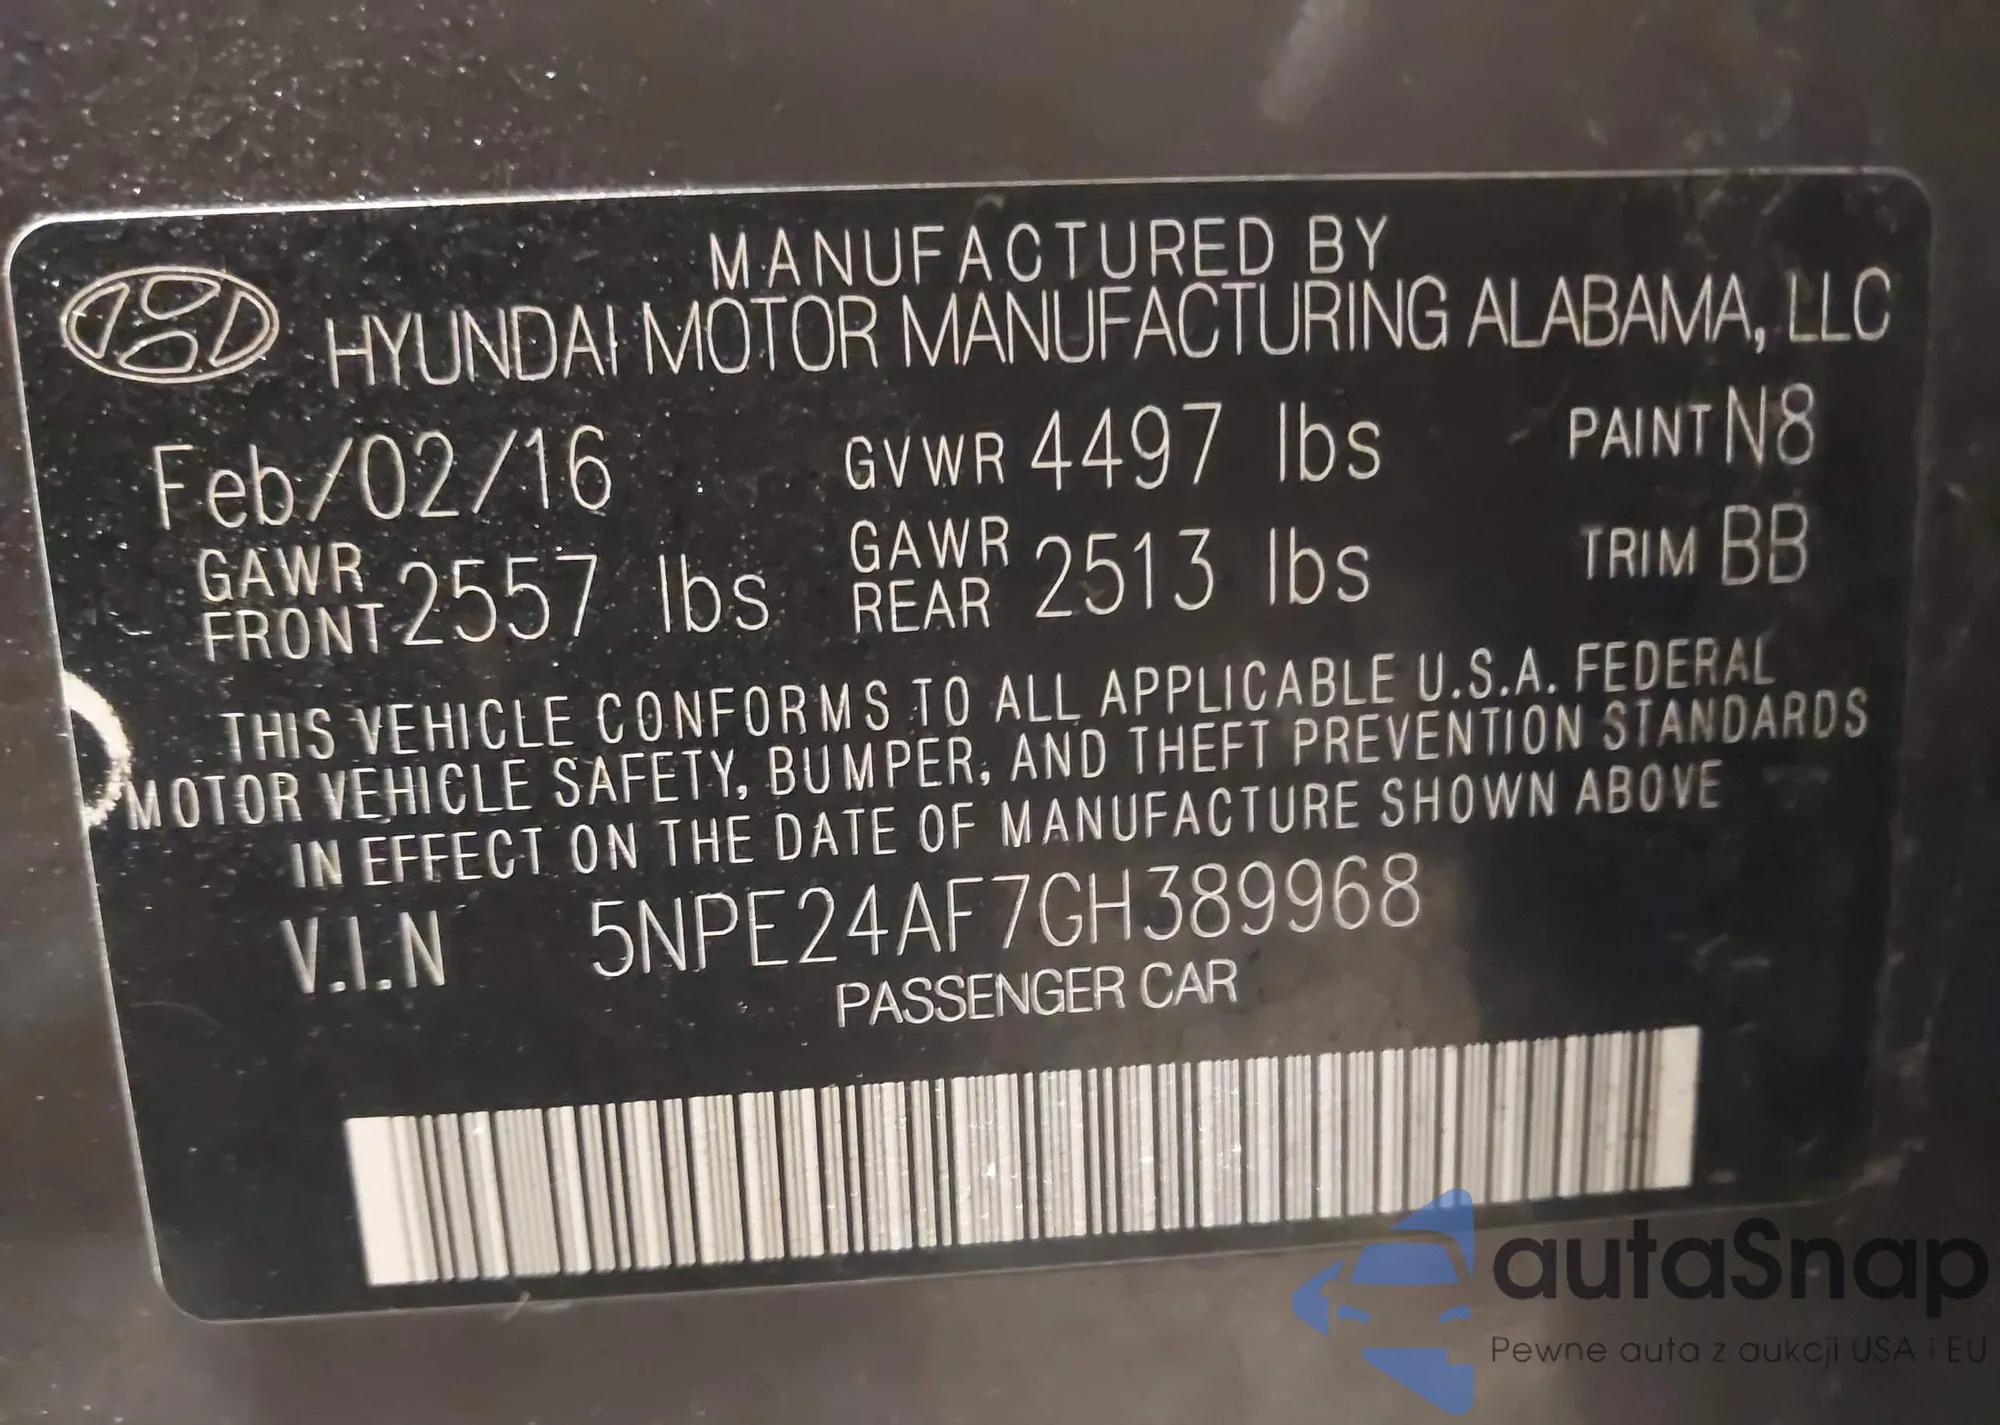 MANUFACTURED BY
HYUNDAI MOTOR MANUFACTURING ALABAMA, LLC
Feb/02/16 GVWR 4497 lbs PAINT N8
GAWR FRONT 2557 lbs GAWR REAR 2513 lbs TRIM BB
THIS VEHICLE CONFORMS TO ALL APPLICABLE U.S.A. FEDERAL
MOTOR VEHICLE SAFETY, BUMPER, AND THEFT PREVENTION STANDARDS
IN EFFECT ON THE DATE OF MANUFACTURE SHOWN ABOVE
V.I.N 5NPE24AF7GH389968
PASSENGER CAR
autaSnap
Pewne auta z aukcji USA i EU